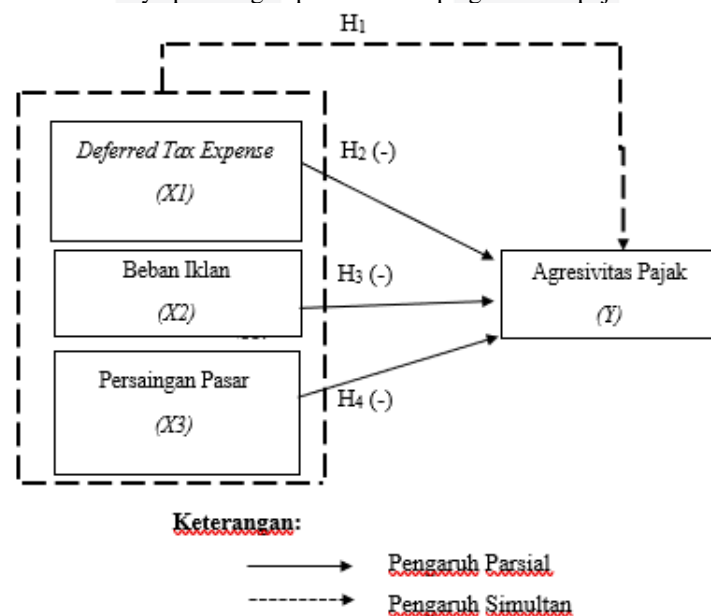 H1
Deferred Tax Expense
(X1)
H2 (-)
Beban Iklan
(X2)
H3 (-)
Agresivitas Pajak
(Y)
Persaingan Pasar
(X3)
H4 (-)
Keterangan:
Pengaruh Parsial
Pengaruh Simultan